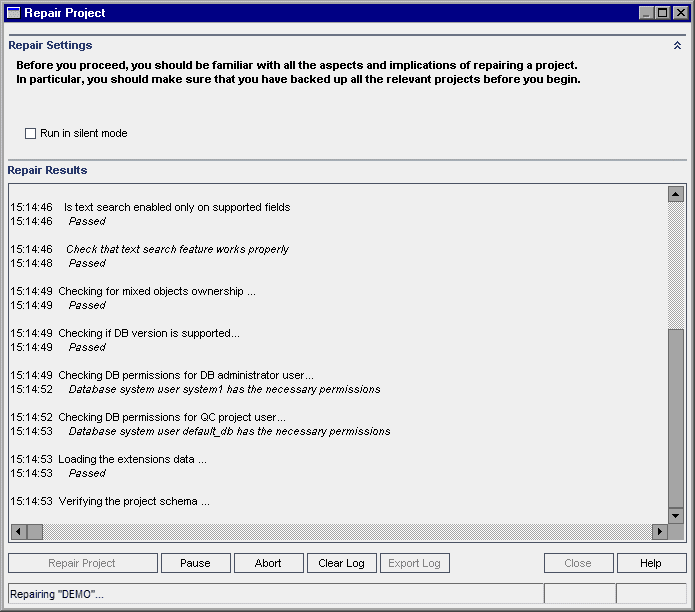 Repair Project
Repair Settings
Before you proceed, you should be familiar with all the aspects and implications of repairing a project.
In particular, you should make sure that you have backed up all the relevant projects before you begin.
Run in silent mode
Repair Results
15:14:46 Is text search enabled only on supported fields
15:14:46 Passed
15:14:46 Check that text search feature works properly
15:14:48 Passed
15:14:49 Checking for mixed objects ownership ...
15:14:49 Passed
15:14:49 Checking if DB version is supported...
15:14:49 Passed
15:14:49 Checking DB permissions for DB administrator user...
15:14:52 Database system user system1 has the necessary permissions
15:14:52 Checking DB permissions for QC project user...
15:14:53 Database system user default_db has the necessary permissions
15:14:53 Loading the extensions data ...
15:14:53 Passed
15:14:53 Verifying the project schema ...
Repair Project Pause Abort Clear Log Export Log Close Help
Repairing "DEMO"...